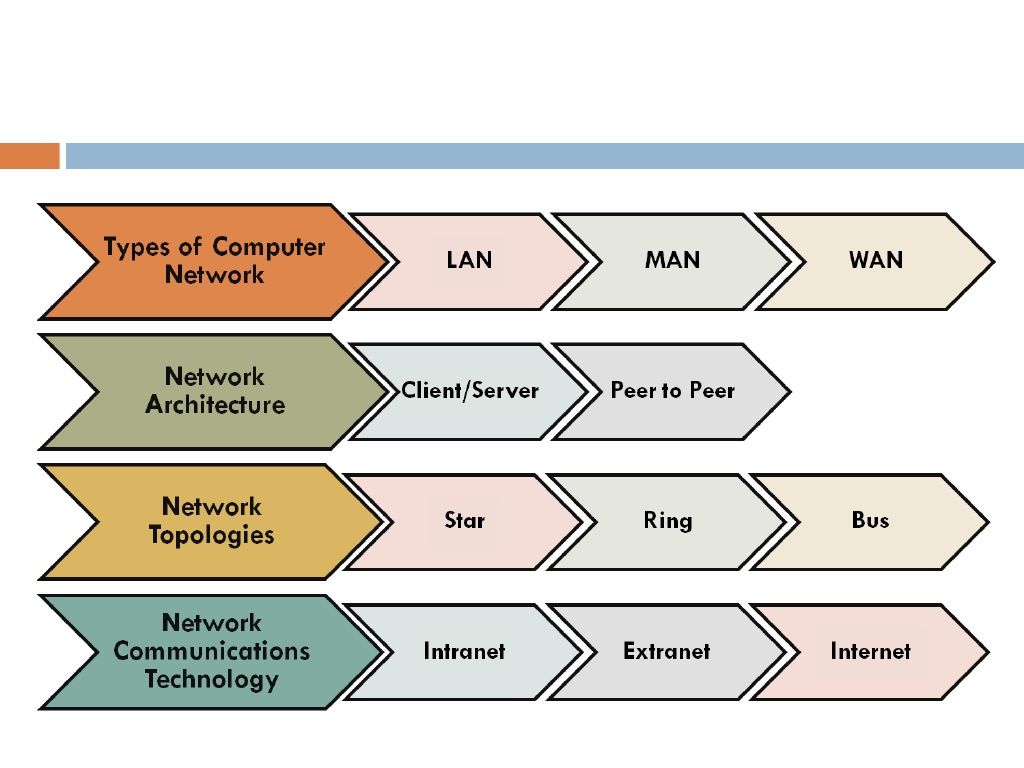 Types of Computer
Network
LAN
MAN
WAN
Network
Architecture
Client/Server
Peer to Peer
Network
Topologies
Star
Ring
Bus
Network
Communications
Technology
Intranet
Extranet
Internet